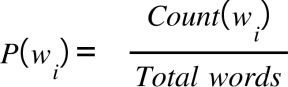 P(w_i) = Count(w_i) / Total words